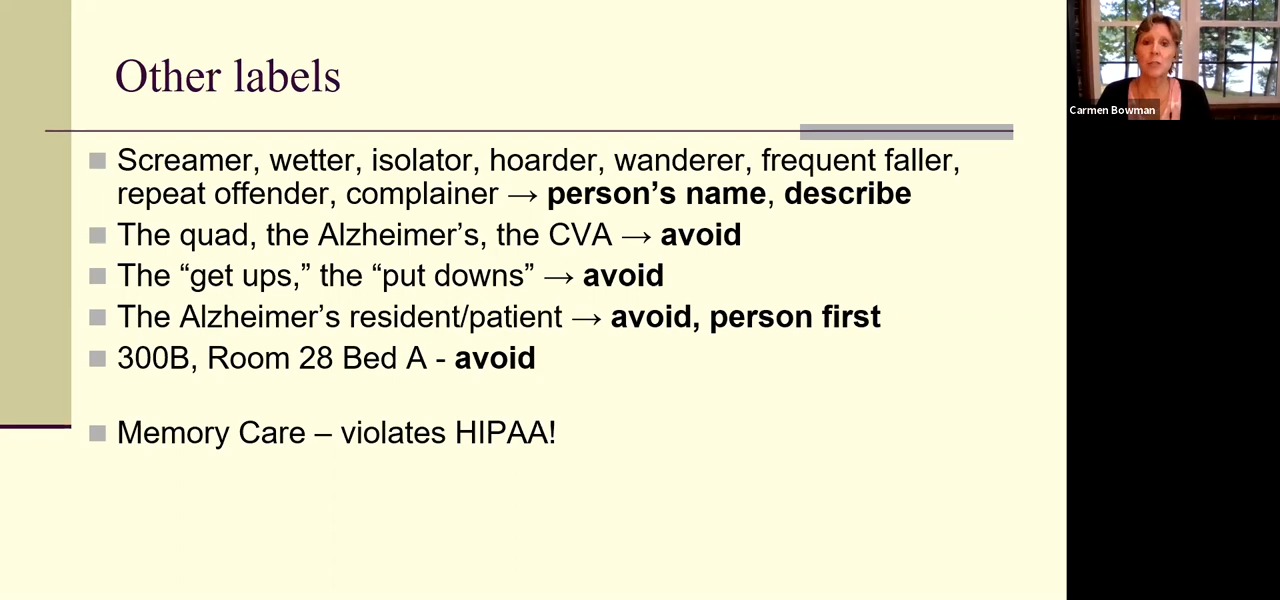 Other labels
Screamer, wetter, isolator, hoarder, wanderer, frequent faller,
repeat offender, complainer → person’s name, describe
The quad, the Alzheimer’s, the CVA → avoid
The “get ups,” the “put downs” → avoid
The Alzheimer’s resident/patient → avoid, person first
300B, Room 28 Bed A - avoid
Memory Care – violates HIPAA!
Carmen Bowman